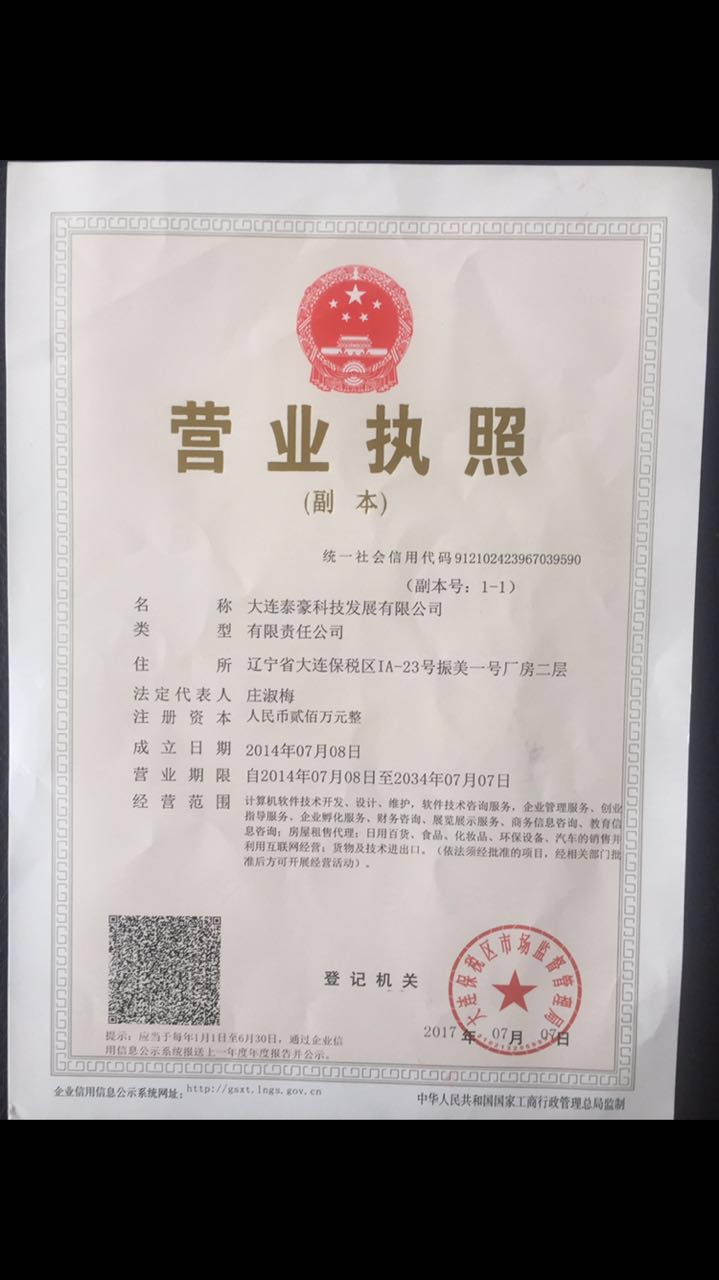 营业执照
(副 本)
统一社会信用代码912102423967039590
（副本号：1-1）
名 称 大连泰豪科技发展有限公司
类 型 有限责任公司
住 所 辽宁省大连保税区IA-23号振美一号厂房二层
法定代表人 庄淑梅
注 册 资 本 人民币贰佰万元整
成 立 日 期 2014年07月08日
营 业 期 限 自2014年07月08日至2034年07月07日
经 营 范 围 计算机软件技术开发、设计、维护，软件技术咨询服务，企业管理服务、创业
指导服务、企业孵化服务、财务咨询、展览展示服务、商务信息咨询、教育信
息咨询；房屋租售代理；日用百货、食品、化妆品、环保设备、汽车的销售并
利用互联网经营；货物及技术进出口。（依法须经批准的项目，经相关部门批
准后方可开展经营活动）。
登 记 机 关
大连保税区市场监督管理局
2017年07月07日
提示：应当于每年1月1日至6月30日，通过企业信
用信息公示系统报送上一年度年度报告并公示。
企业信用信息公示系统网址：http://gsxt.lngs.gov.cn
中华人民共和国国家工商行政管理总局监制